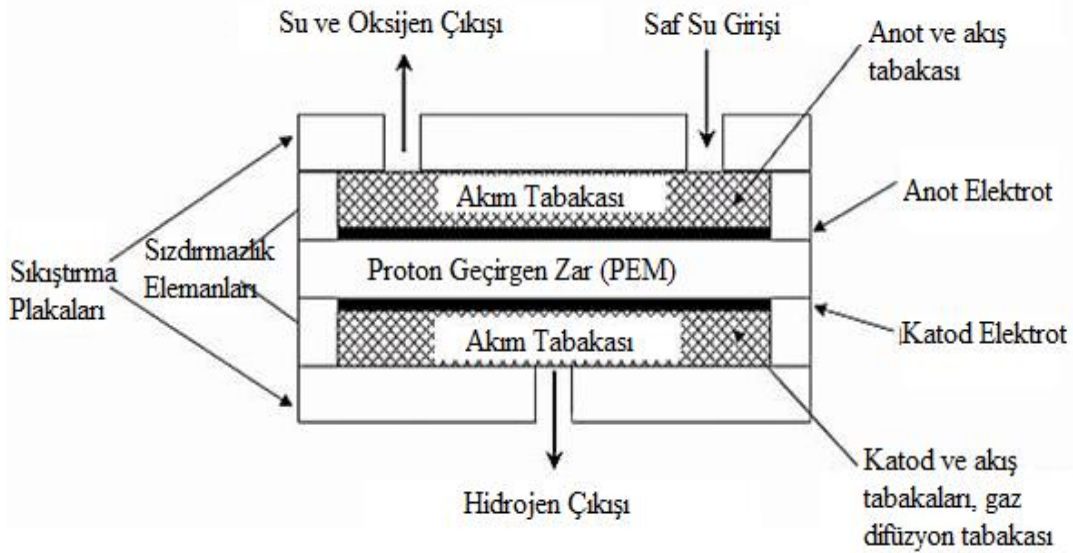 Su ve Oksijen Çıkışı
Saf Su Girişi
Anot ve akış
tabakası
Akım Tabakası
Anot Elektrot
Sızdırmazlik
Elemanları
Sıkıştırma
Plakaları
Proton Geçirgen Zar (PEM)
Akım Tabakası
Katod Elektrot
Hidrojen Çıkışı
Katod ve akış
tabakaları, gaz
difüzyon tabakası